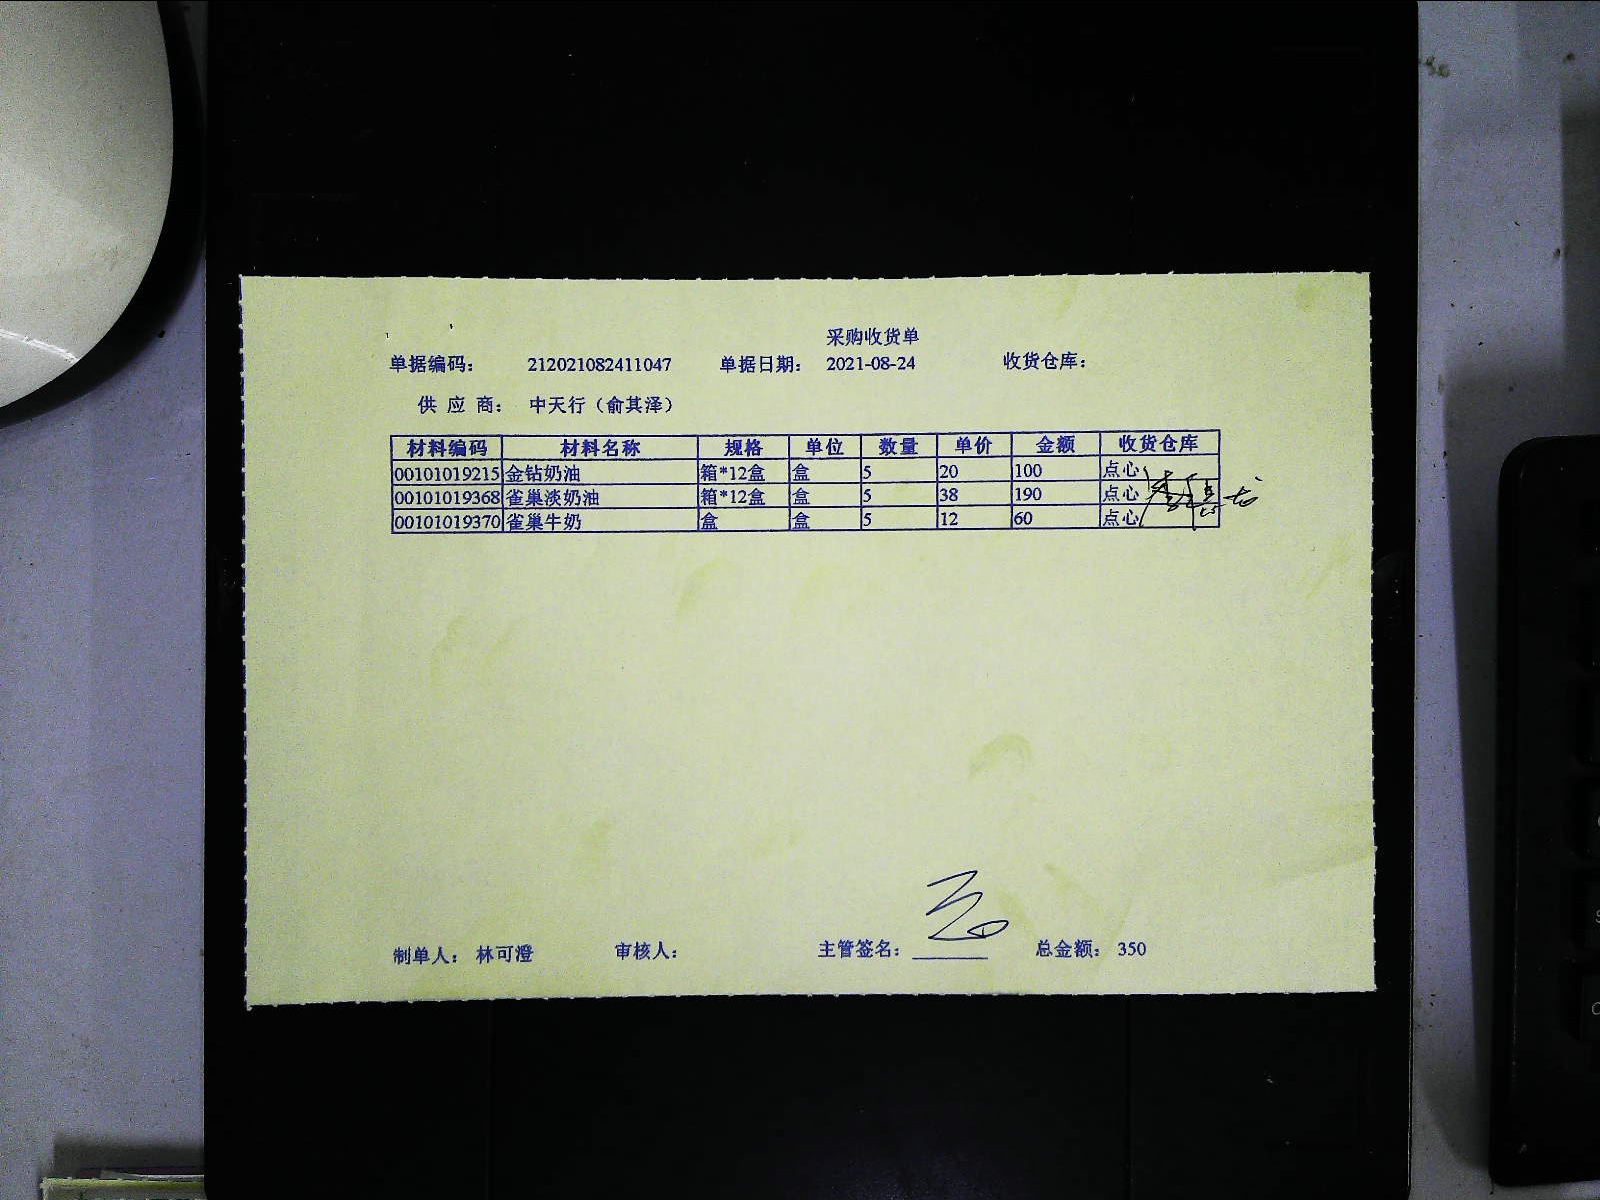 采购收货单
单据编码： 212021082411047 单据日期： 2021-08-24 收货仓库：
供 应 商： 中天行（俞其泽）
材料编码 材料名称 规格 单位 数量 单价 金额 收货仓库
00101019215 金钻奶油 箱*12盒 盒 5 20 100 点心
00101019368 雀巢淡奶油 箱*12盒 盒 5 38 190 点心
00101019370 雀巢牛奶 盒 盒 5 12 60 点心
制单人： 林可澄 审核人： 主管签名： 总金额： 350